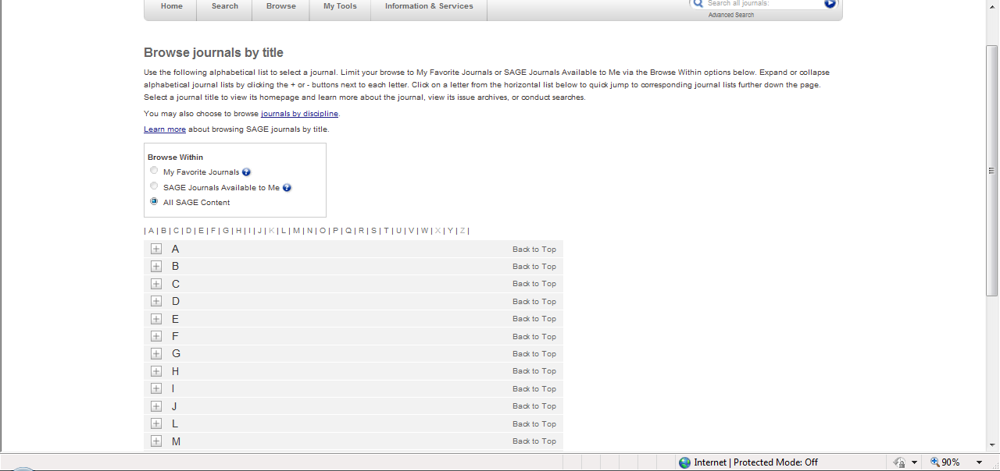 Home Search Browse My Tools Information & Services
Search all journals:
Advanced Search
Browse journals by title
Use the following alphabetical list to select a journal. Limit your browse to My Favorite Journals or SAGE Journals Available to Me via the Browse Within options below. Expand or collapse
alphabetical journal lists by clicking the + or - buttons next to each letter. Click on a letter from the horizontal list below to quick jump to corresponding journal lists further down the page.
Select a journal title to view its homepage and learn more about the journal, view its issue archives, or conduct searches.
You may also choose to browse journals by discipline.
Learn more about browsing SAGE journals by title.
Browse Within
My Favorite Journals ?
SAGE Journals Available to Me ?
All SAGE Content
| A | B | C | D | E | F | G | H | I | J | K | L | M | N | O | P | Q | R | S | T | U | V | W | X | Y | Z |
+ A Back to Top
+ B Back to Top
+ C Back to Top
+ D Back to Top
+ E Back to Top
+ F Back to Top
+ G Back to Top
+ H Back to Top
+ I Back to Top
+ J Back to Top
+ L Back to Top
+ M Back to Top
Internet | Protected Mode: Off 90%